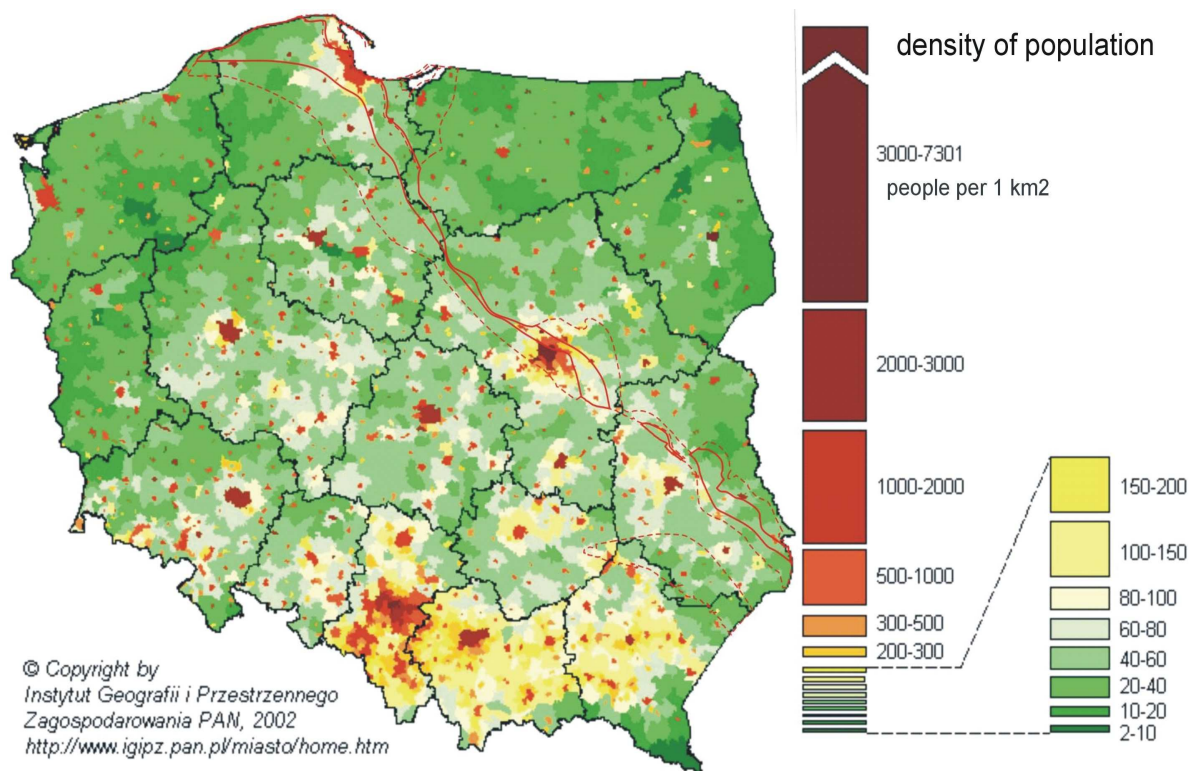 density of population
3000-7301
people per 1 km2
2000-3000
1000-2000
500-1000
300-500
200-300
150-200
100-150
80-100
60-80
40-60
20-40
10-20
2-10
© Copyright by
Instytut Geografii i Przestrzennego
Zagospodarowania PAN, 2002
http://www.igipz.pan.pl/miasto/home.htm